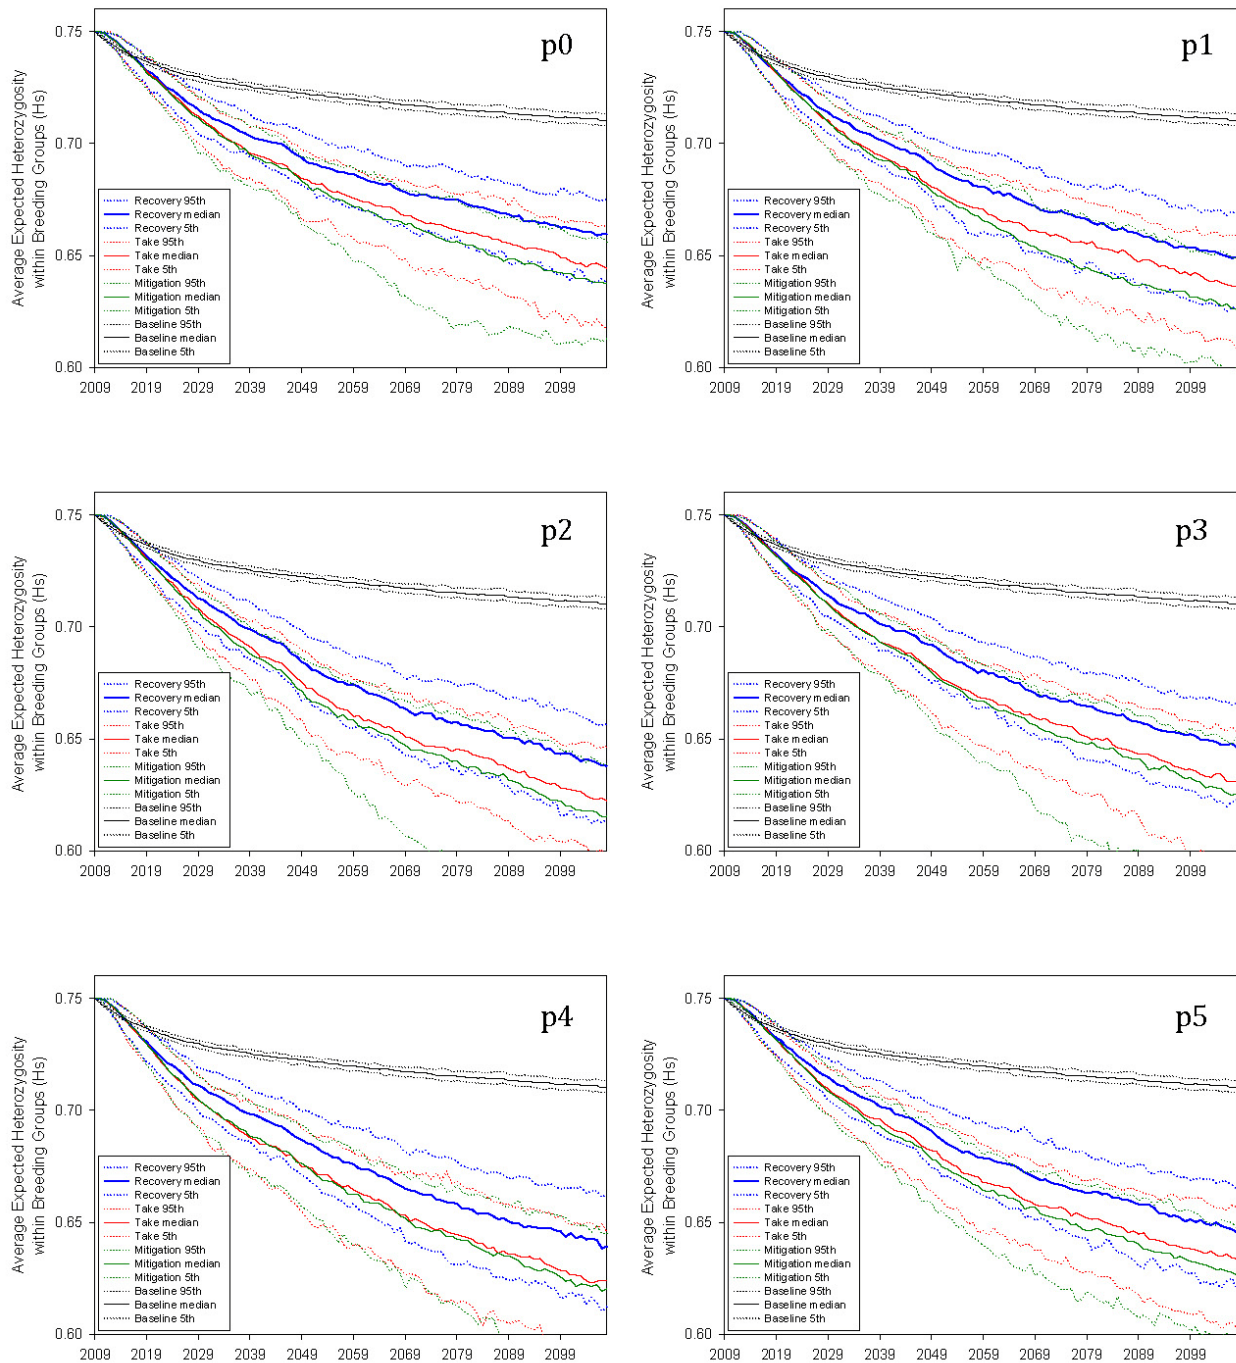 p0
Average Expected Heterozygosity
within Breeding Groups (Hs)
0.75
0.70
0.65
0.60
Recovery 95th
Recovery median
Recovery 5th
Take 95th
Take median
Take 5th
Mitigation 95th
Mitigation median
Mitigation 5th
Baseline 95th
Baseline median
Baseline 5th
2009 2019 2029 2039 2049 2059 2069 2079 2089 2099
p1
Average Expected Heterozygosity
within Breeding Groups (Hs)
0.75
0.70
0.65
0.60
Recovery 95th
Recovery median
Recovery 5th
Take 95th
Take median
Take 5th
Mitigation 95th
Mitigation median
Mitigation 5th
Baseline 95th
Baseline median
Baseline 5th
2009 2019 2029 2039 2049 2059 2069 2079 2089 2099
p2
Average Expected Heterozygosity
within Breeding Groups (Hs)
0.75
0.70
0.65
0.60
Recovery 95th
Recovery median
Recovery 5th
Take 95th
Take median
Take 5th
Mitigation 95th
Mitigation median
Mitigation 5th
Baseline 95th
Baseline median
Baseline 5th
2009 2019 2029 2039 2049 2059 2069 2079 2089 2099
p3
Average Expected Heterozygosity
within Breeding Groups (Hs)
0.75
0.70
0.65
0.60
Recovery 95th
Recovery median
Recovery 5th
Take 95th
Take median
Take 5th
Mitigation 95th
Mitigation median
Mitigation 5th
Baseline 95th
Baseline median
Baseline 5th
2009 2019 2029 2039 2049 2059 2069 2079 2089 2099
p4
Average Expected Heterozygosity
within Breeding Groups (Hs)
0.75
0.70
0.65
0.60
Recovery 95th
Recovery median
Recovery 5th
Take 95th
Take median
Take 5th
Mitigation 95th
Mitigation median
Mitigation 5th
Baseline 95th
Baseline median
Baseline 5th
2009 2019 2029 2039 2049 2059 2069 2079 2089 2099
p5
Average Expected Heterozygosity
within Breeding Groups (Hs)
0.75
0.70
0.65
0.60
Recovery 95th
Recovery median
Recovery 5th
Take 95th
Take median
Take 5th
Mitigation 95th
Mitigation median
Mitigation 5th
Baseline 95th
Baseline median
Baseline 5th
2009 2019 2029 2039 2049 2059 2069 2079 2089 2099